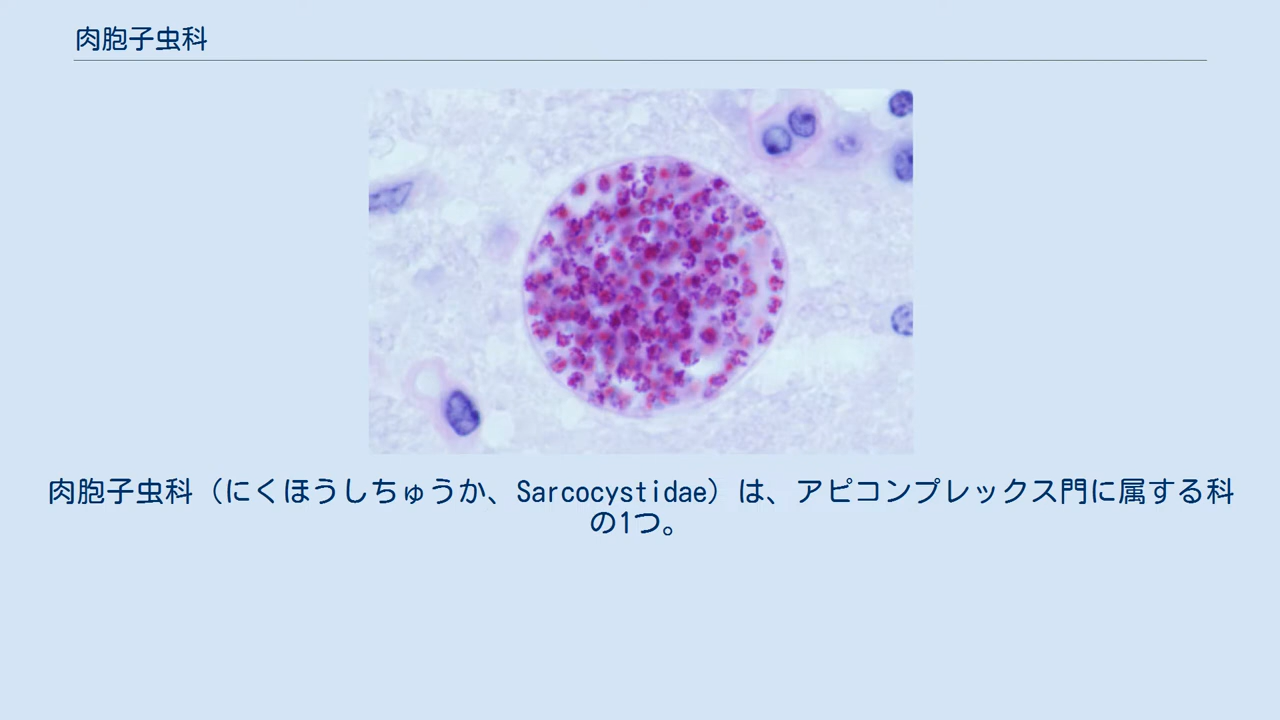 肉胞子虫科
肉胞子虫科（にくほうしちゅうか、Sarcocystidae）は、アピコンプレックス門に属する科
の1つ。